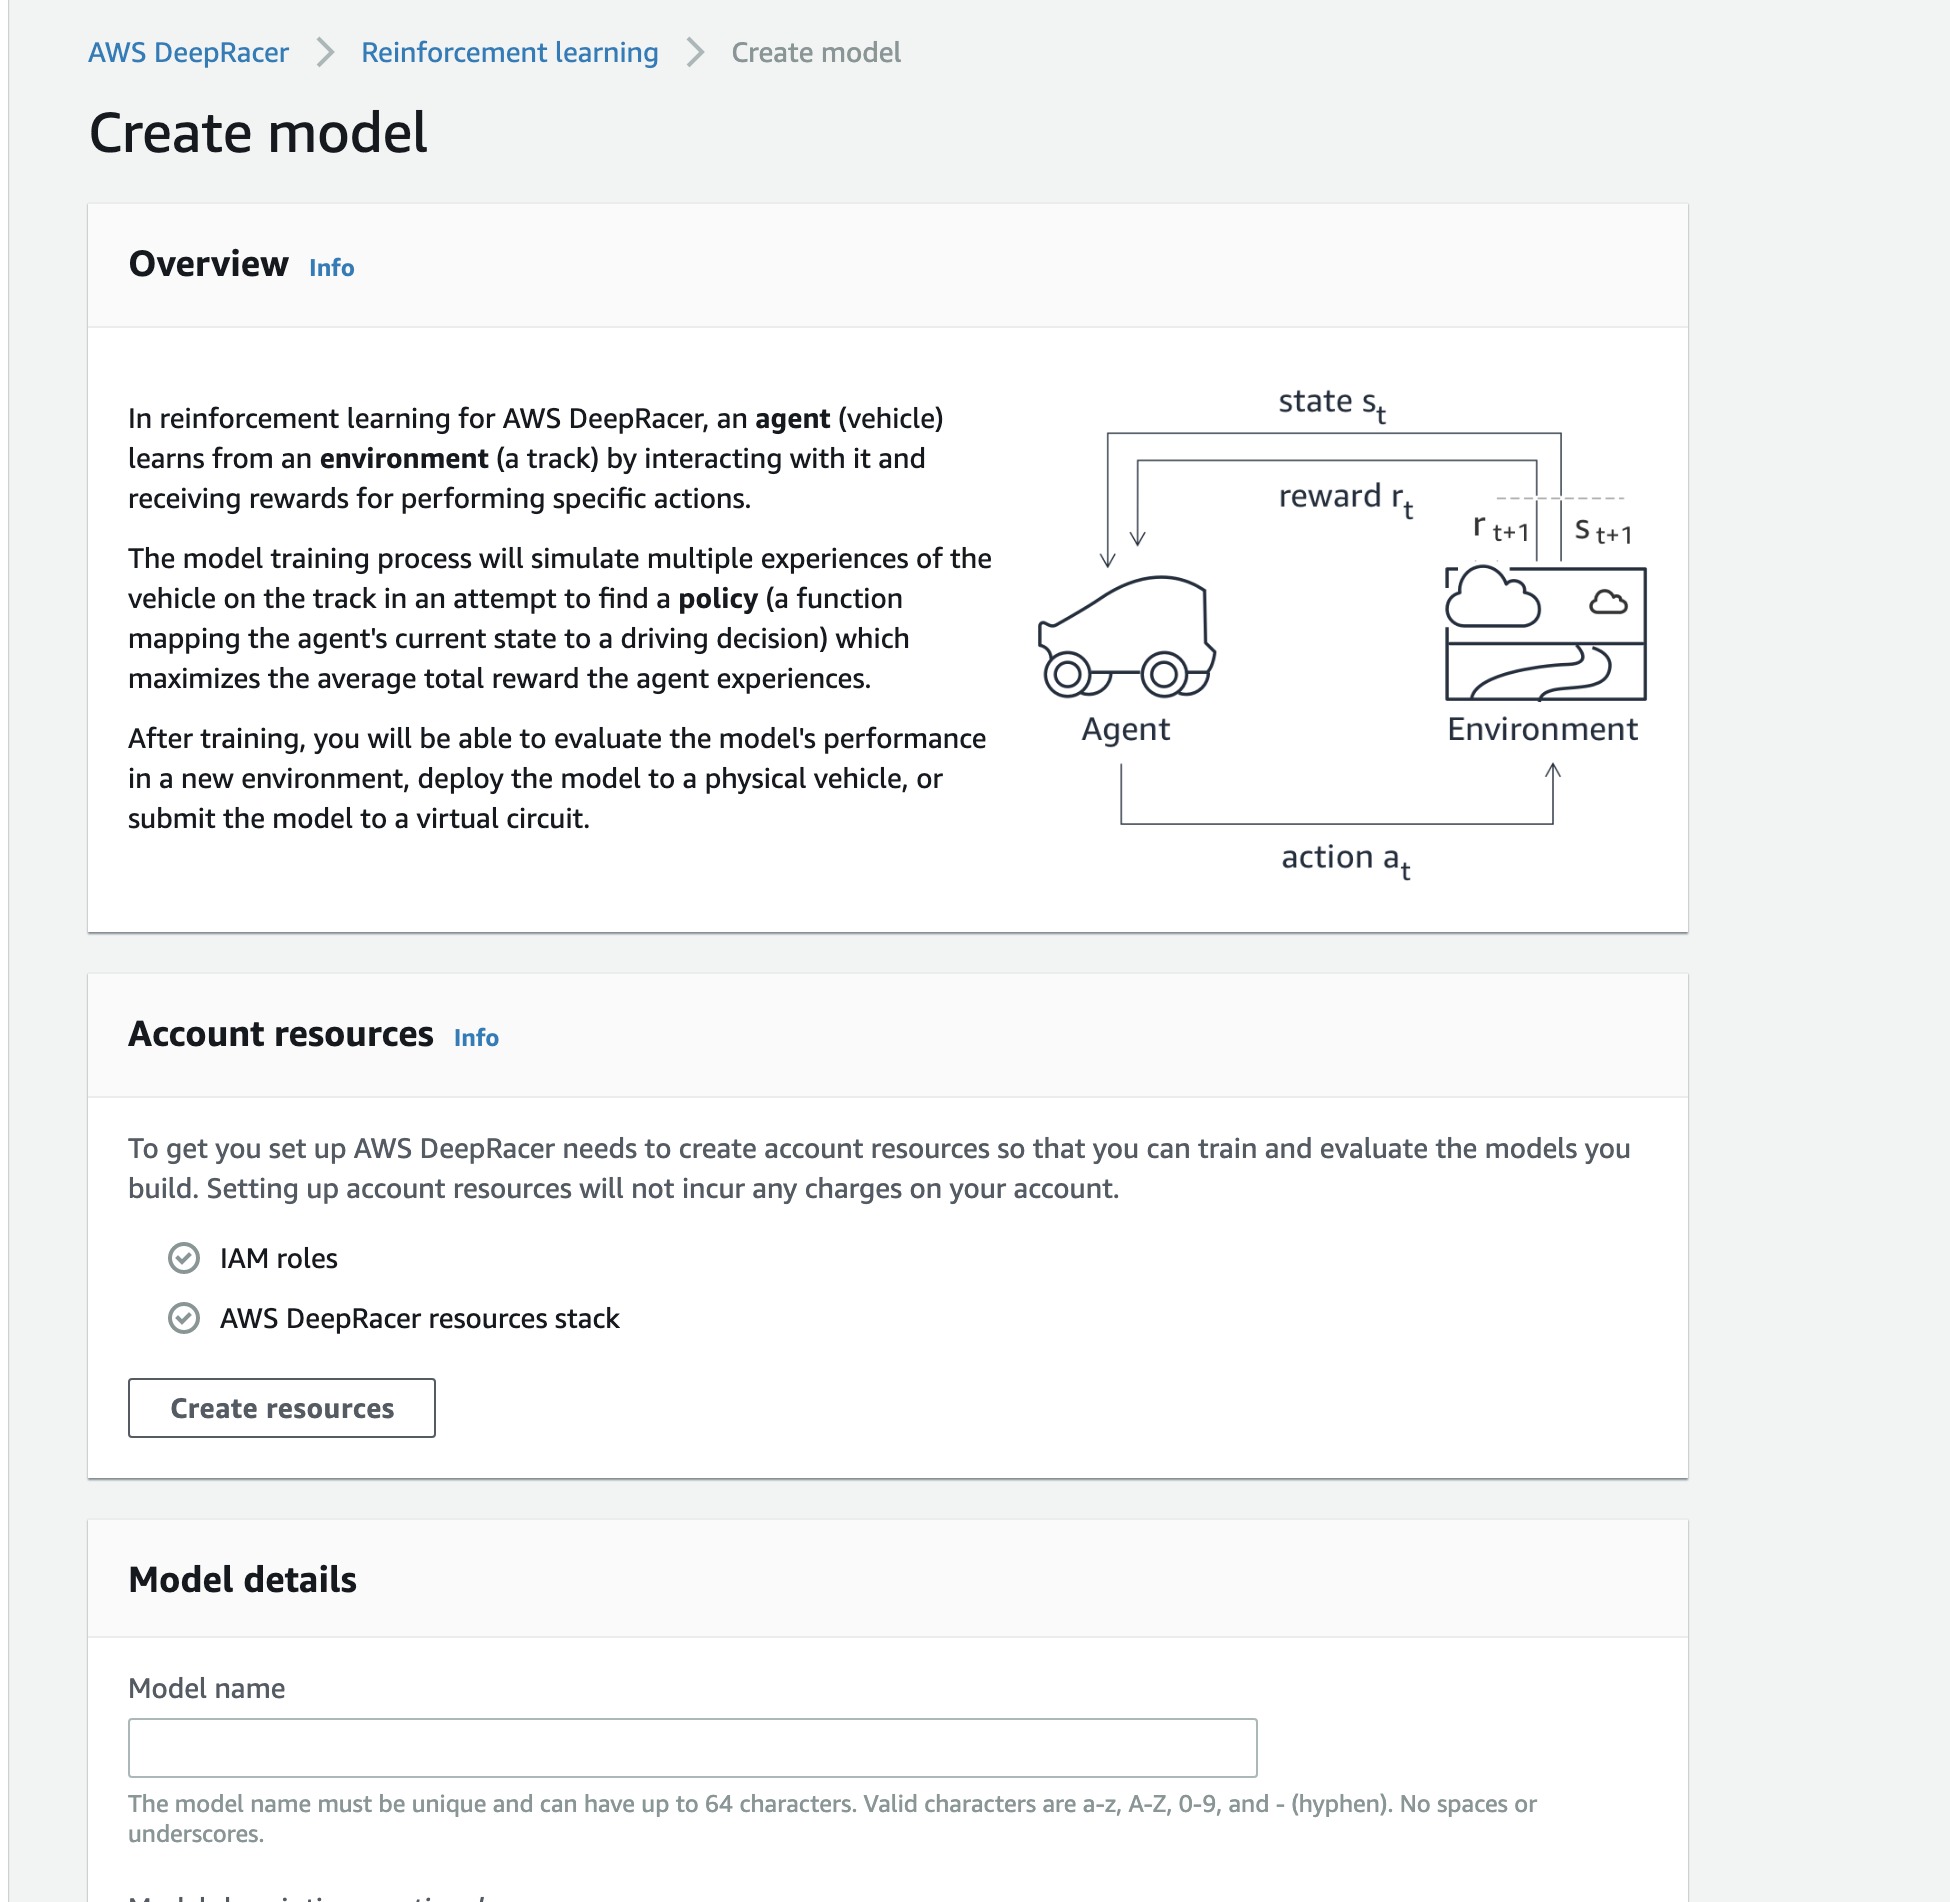 AWS DeepRacer > Reinforcement learning > Create model
Create model
Overview Info
In reinforcement learning for AWS DeepRacer, an agent (vehicle)
learns from an environment (a track) by interacting with it and
receiving rewards for performing specific actions.
The model training process will simulate multiple experiences of the
vehicle on the track in an attempt to find a policy (a function
mapping the agent's current state to a driving decision) which
maximizes the average total reward the agent experiences.
After training, you will be able to evaluate the model's performance
in a new environment, deploy the model to a physical vehicle, or
submit the model to a virtual circuit.
state st
reward rt
r t+1 s t+1
Agent Environment
action at
Account resources Info
To get you set up AWS DeepRacer needs to create account resources so that you can train and evaluate the models you
build. Setting up account resources will not incur any charges on your account.
IAM roles
AWS DeepRacer resources stack
Create resources
Model details
Model name
The model name must be unique and can have up to 64 characters. Valid characters are a-z, A-Z, 0-9, and - (hyphen). No spaces or
underscores.